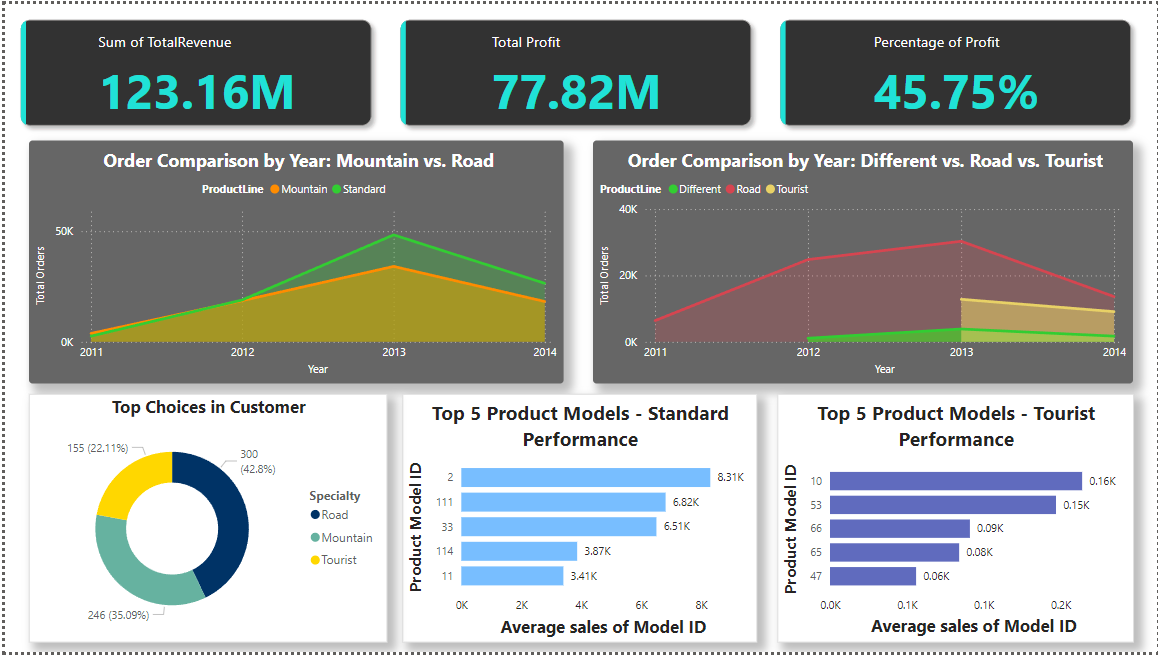 Sum of TotalRevenue
123.16M
Total Profit
77.82M
Percentage of Profit
45.75%
Order Comparison by Year: Mountain vs. Road
ProductLine Mountain Standard
Total Orders
50K
0K
2011 2012 2013 2014
Year
Order Comparison by Year: Different vs. Road vs. Tourist
ProductLine Different Road Tourist
Total Orders
40K
20K
0K
2011 2012 2013 2014
Year
Top Choices in Customer
155 (22.11%)
300
(42.8%)
246 (35.09%)
Specialty
Road
Mountain
Tourist
Top 5 Product Models - Standard
Performance
Product Model ID
2 8.31K
111 6.82K
33 6.51K
114 3.87K
11 3.41K
0K 2K 4K 6K 8K
Average sales of Model ID
Top 5 Product Models - Tourist
Performance
Product Model ID
10 0.16K
53 0.15K
66 0.09K
65 0.08K
47 0.06K
0.0K 0.1K 0.1K 0.2K
Average sales of Model ID